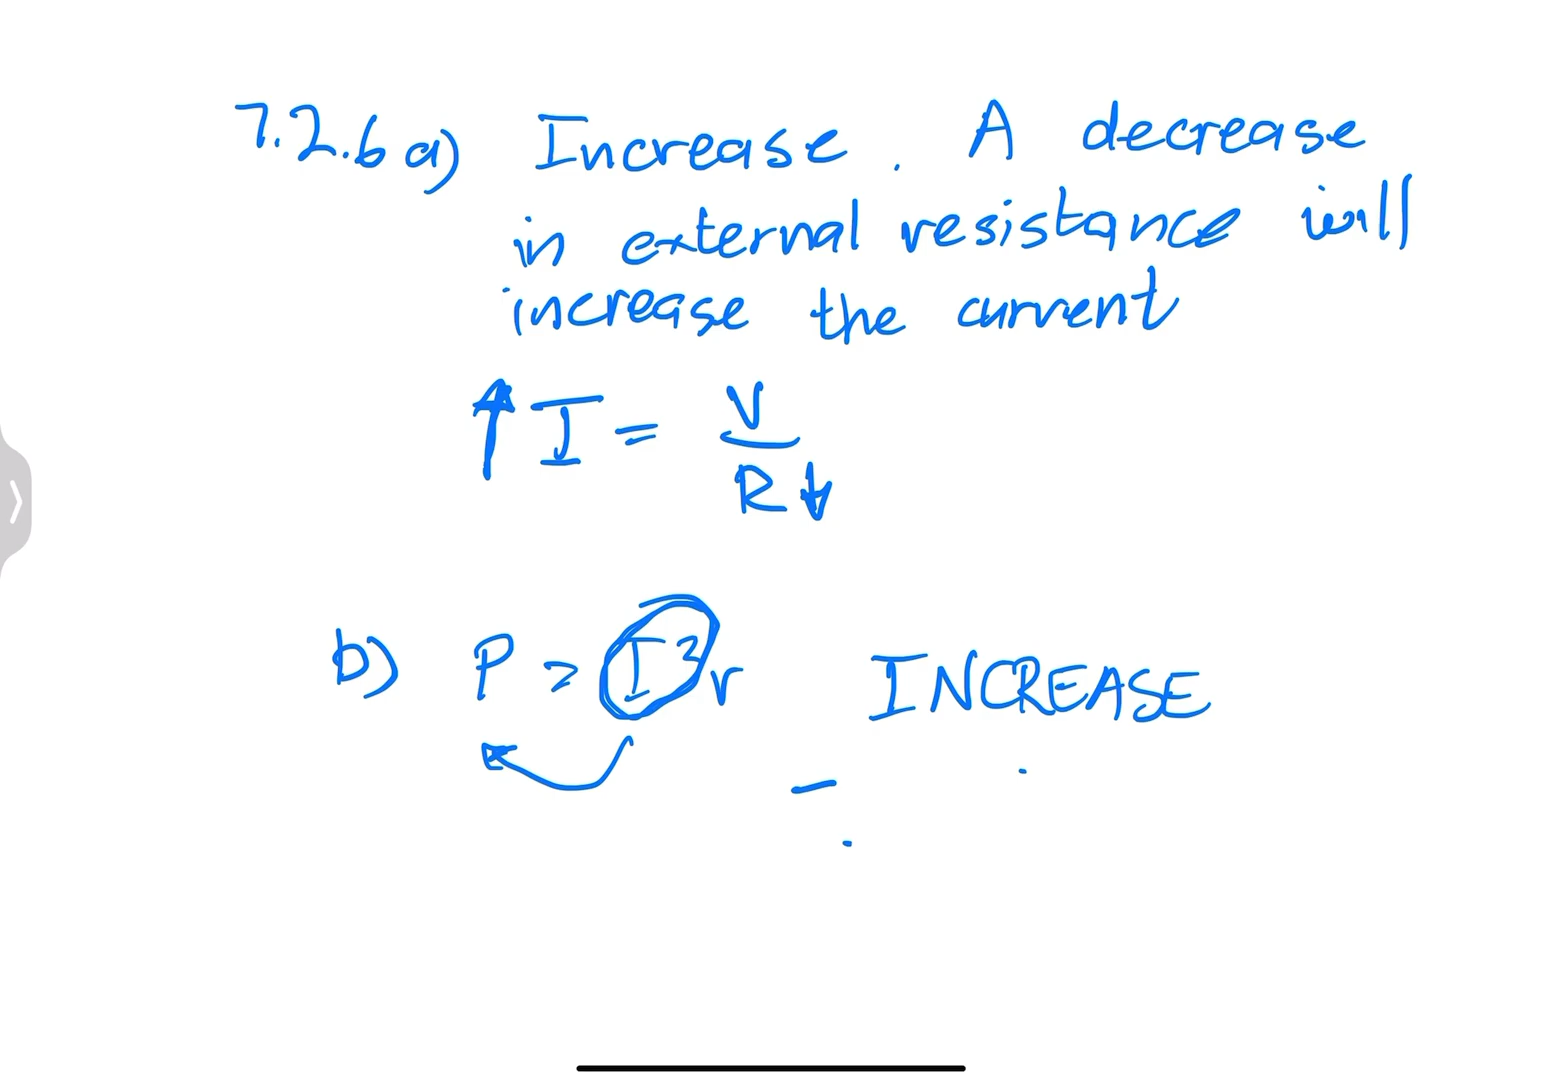 7.2.6 a) Increase. A decrease
in external resistance will
increase the current
↑ I = V/R ↓
b) P = I²r INCREASE